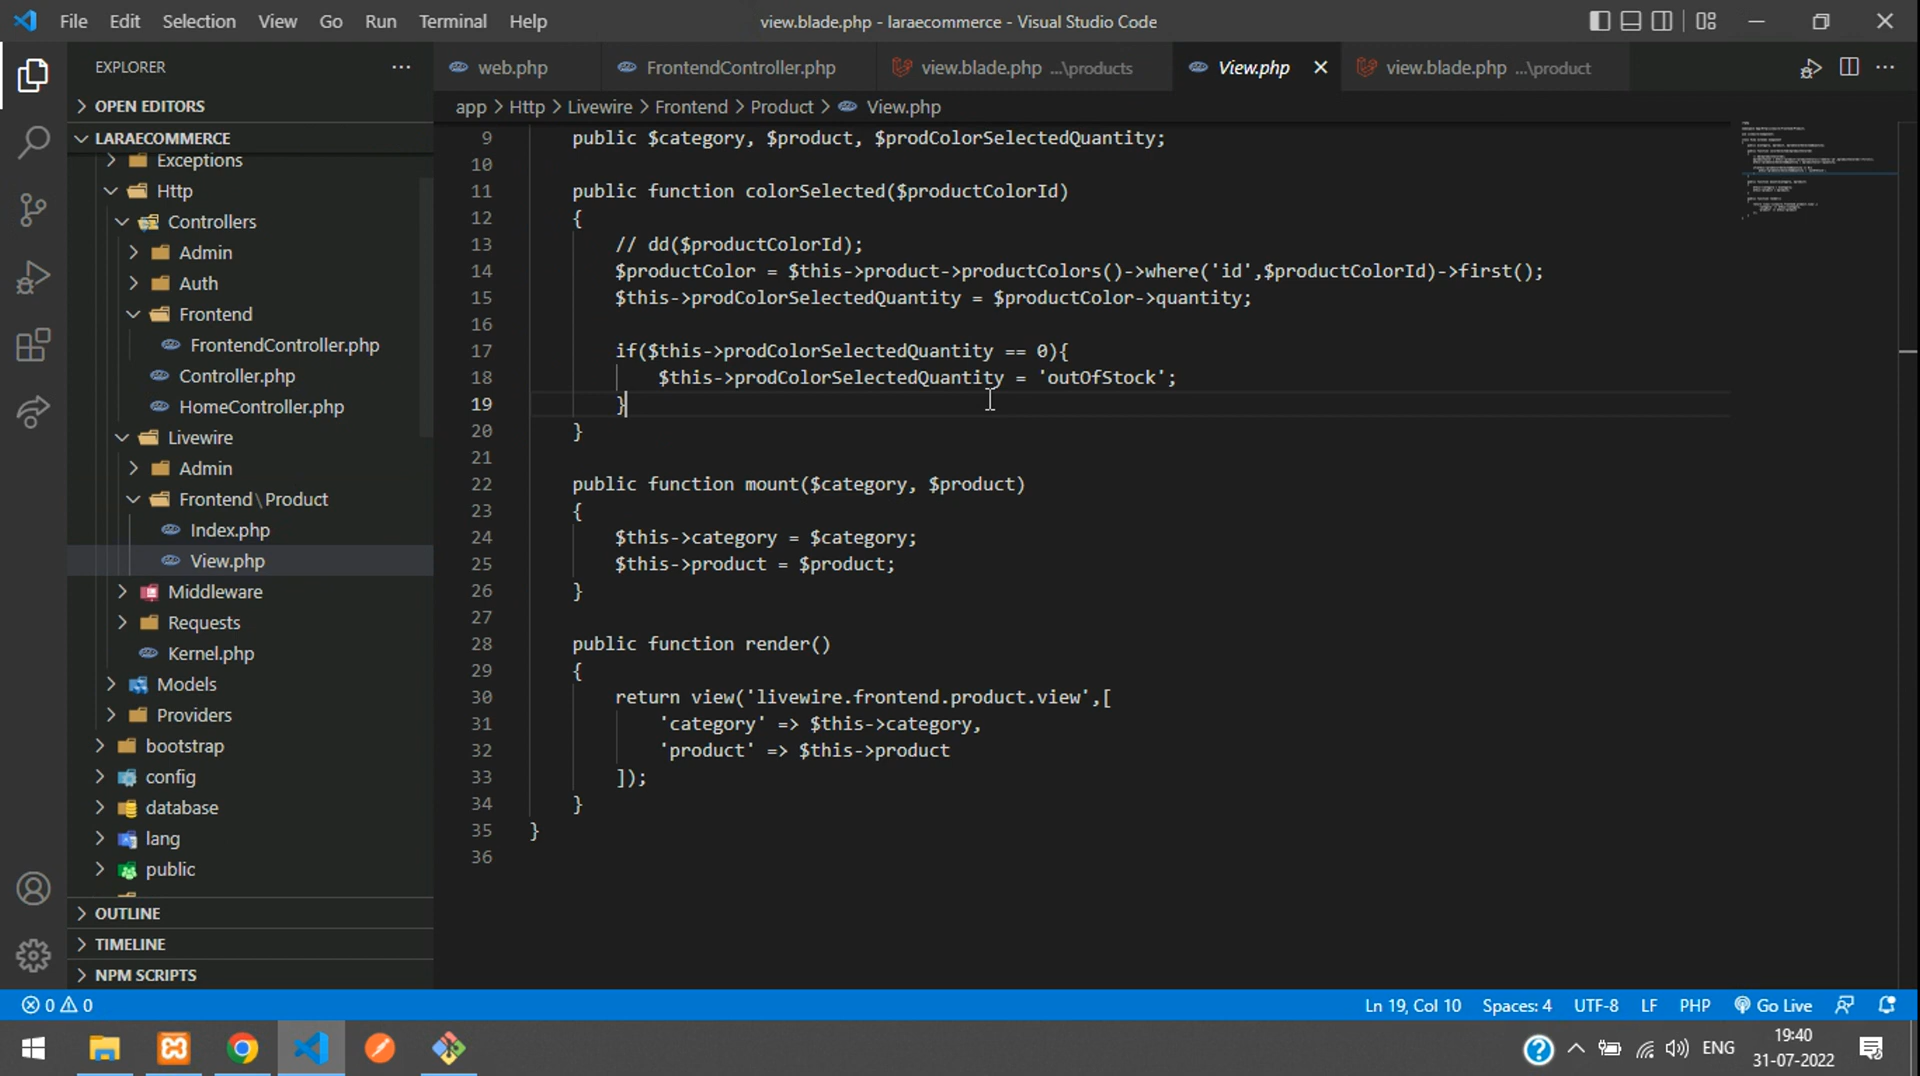 File Edit Selection View Go Run Terminal Help
view.blade.php - laraecommerce - Visual Studio Code
EXPLORER
OPEN EDITORS
LARAECOMMERCE
Exceptions
Http
Controllers
Admin
Auth
Frontend
FrontendController.php
Controller.php
HomeController.php
Livewire
Admin
Frontend\Product
Index.php
View.php
Middleware
Requests
Kernel.php
Models
Providers
bootstrap
config
database
lang
public
OUTLINE
TIMELINE
NPM SCRIPTS
web.php FrontendController.php view.blade.php ...\products View.php view.blade.php ...\product
app > Http > Livewire > Frontend > Product > View.php
9 public $category, $product, $prodColorSelectedQuantity;
10
11 public function colorSelected($productColorId)
12 {
13 // dd($productColorId);
14 $productColor = $this->product->productColors()->where('id',$productColorId)->first();
15 $this->prodColorSelectedQuantity = $productColor->quantity;
16
17 if($this->prodColorSelectedQuantity == 0){
18 $this->prodColorSelectedQuantity = 'outOfStock';
19 }
20 }
21
22 public function mount($category, $product)
23 {
24 $this->category = $category;
25 $this->product = $product;
26 }
27
28 public function render()
29 {
30 return view('livewire.frontend.product.view',[
31 'category' => $this->category,
32 'product' => $this->product
33 ]);
34 }
35 }
36
0 0
Ln 19, Col 10 Spaces: 4 UTF-8 LF PHP Go Live
ENG
19:40
31-07-2022